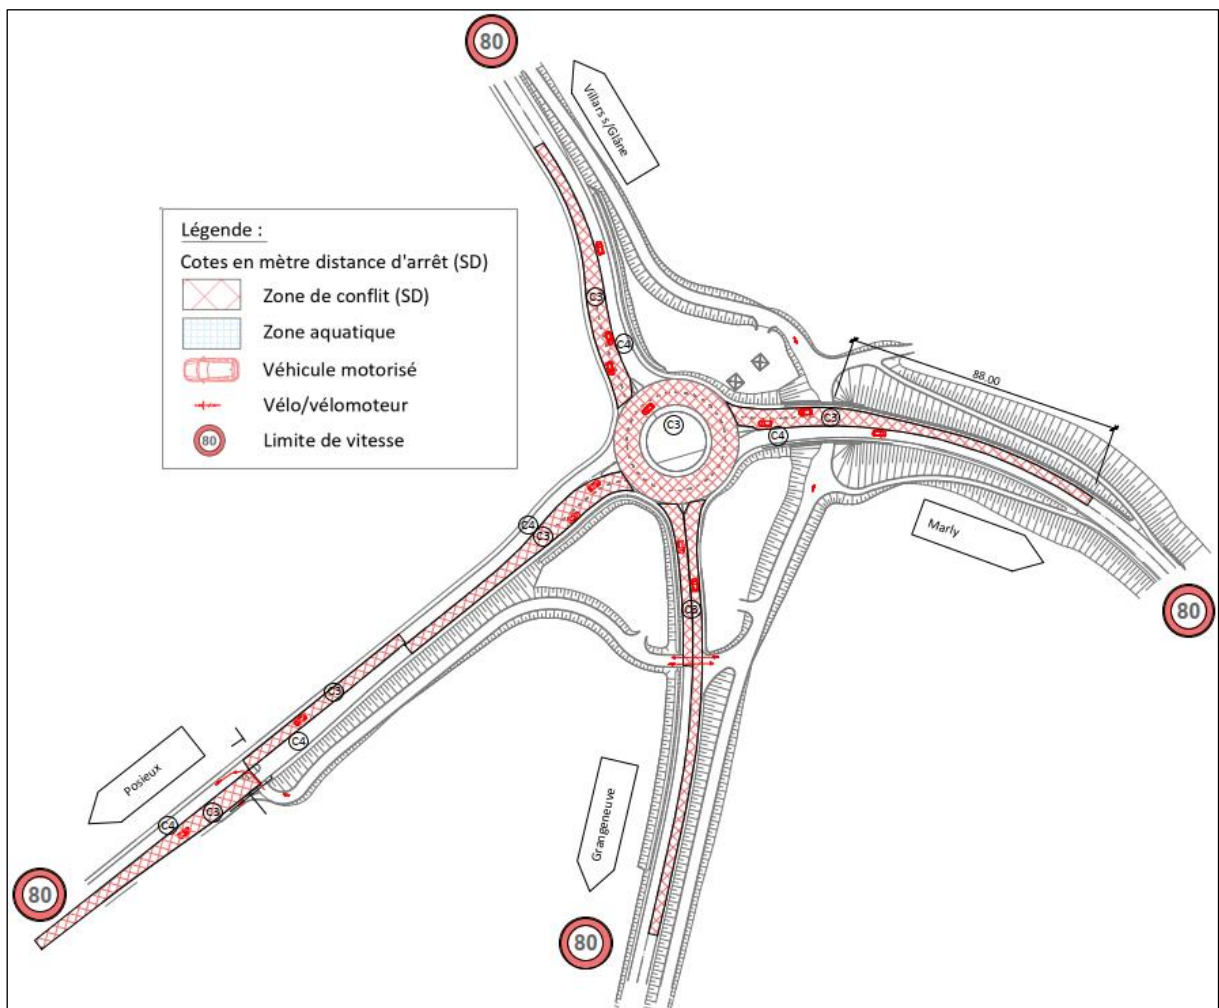 80
Villars s/Glâne
Légende :
Cotes en mètre distance d'arrêt (SD)
Zone de conflit (SD)
Zone aquatique
Véhicule motorisé
Vélo/vélomoteur
80
Limite de vitesse
C3
C4
88.00
C3
C3
C4
C4
C3
Marly
C3
80
C3
C4
Posieux
C3
C4
Grangeneuve
80
80